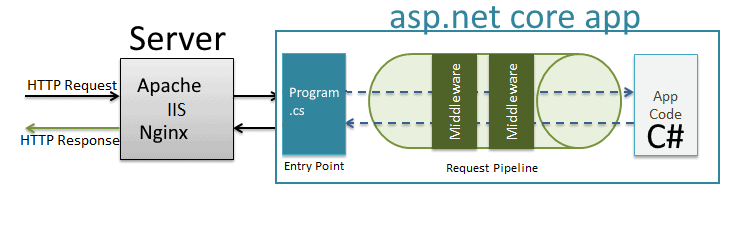 asp.net core app
Server
HTTP Request
HTTP Response
Apache
IIS
Nginx
Program
.cs
Entry Point
Middleware
Middleware
Request Pipeline
App
Code
C#